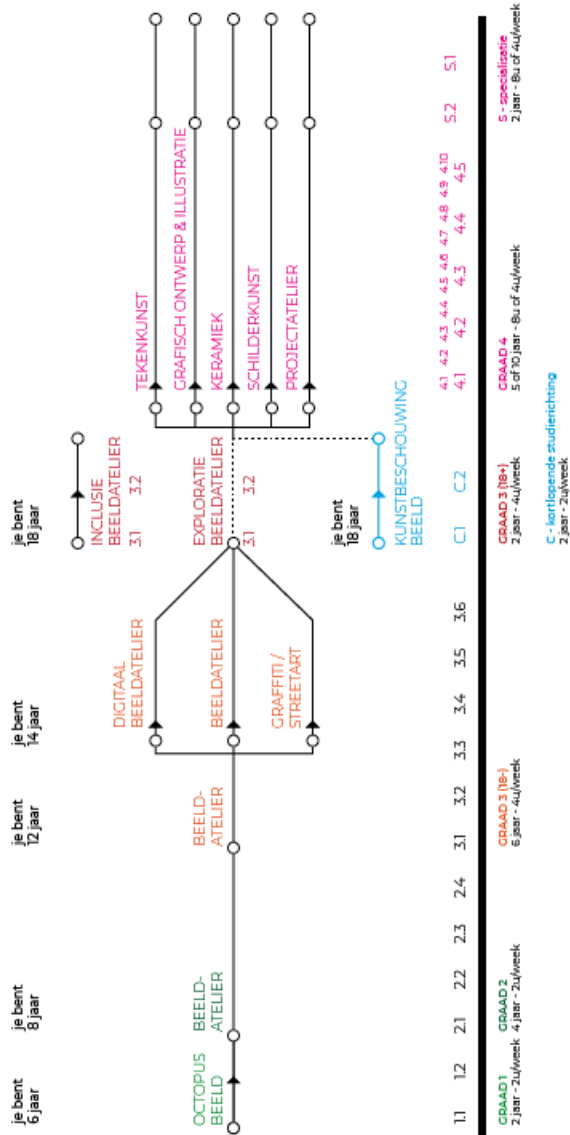 je bent
6 jaar
je bent
8 jaar
je bent
12 jaar
je bent
14 jaar
je bent
18 jaar
INCLUSIE
BEELDATELIER
3.1 3.2
OCTOPUS
BEELD
BEELD-
ATELIER
BEELD-
ATELIER
DIGITAAL
BEELDATELIER
BEELDATELIER
GRAFFITI /
STREETART
EXPLORATIE
BEELDATELIER
3.1 3.2
je bent
18 jaar
KUNSTBESCHOUWING
BEELD
TEKENKUNST
GRAFISCH ONTWERP & ILLUSTRATIE
KERAMIEK
SCHILDERKUNST
PROJECTATELIER
4.1 4.2 4.3 4.4 4.5 4.6 4.7 4.8 4.9 4.10
1.1 1.2 2.1 2.2 2.3 2.4 3.1 3.2 3.3 3.4 3.5 3.6 C.1 C.2 4.1 4.2 4.3 4.4 4.5 S.2 S.1
GRAAD 1
2 jaar - 2u/week
GRAAD 2
4 jaar - 2u/week
GRAAD 3 (18-)
6 jaar - 4u/week
GRAAD 3 (18+)
2 jaar - 4u/week
GRAAD 4
5 of 10 jaar - 8u of 4u/week
S - specialisatie
2 jaar - 8u of 4u/week
C - kortlopende studierichting
2 jaar - 2u/week